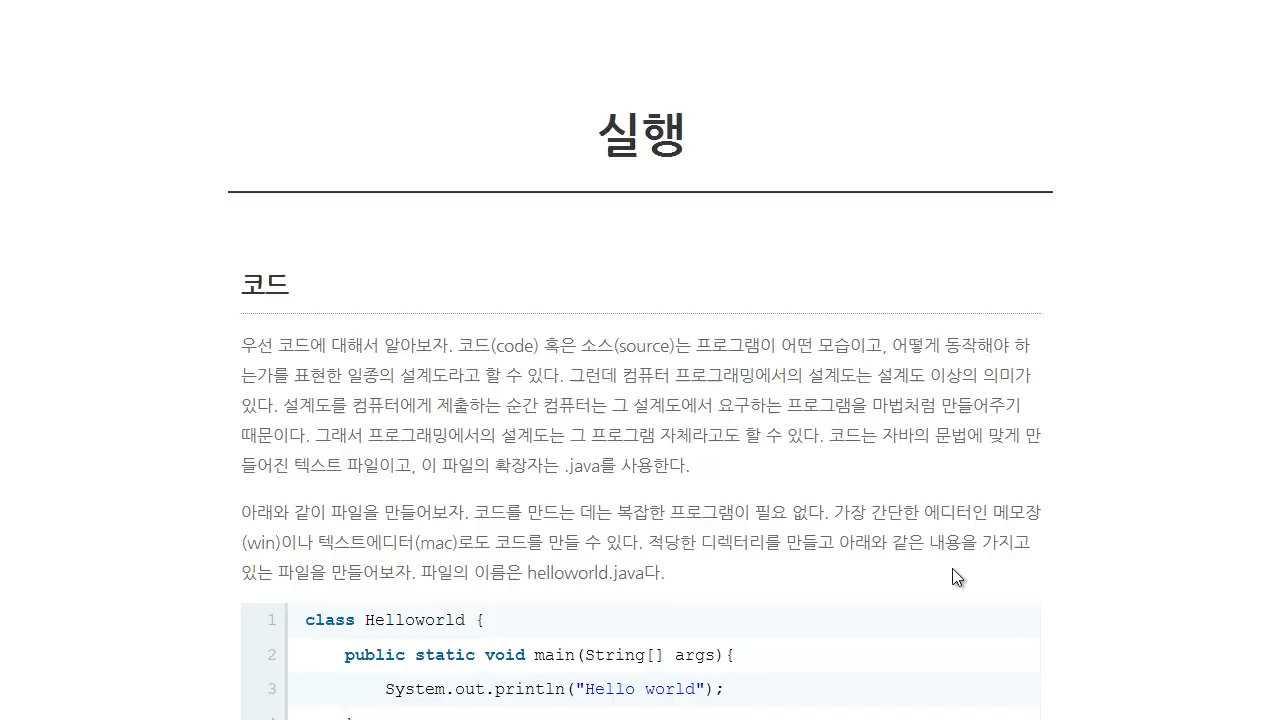 실행
코드
우선 코드에 대해서 알아보자. 코드(code) 혹은 소스(source)는 프로그램이 어떤 모습이고, 어떻게 동작해야 하
는가를 표현한 일종의 설계도라고 할 수 있다. 그런데 컴퓨터 프로그래밍에서의 설계도는 설계도 이상의 의미가
있다. 설계도를 컴퓨터에게 제출하는 순간 컴퓨터는 그 설계도에서 요구하는 프로그램을 마법처럼 만들어주기
때문이다. 그래서 프로그래밍에서의 설계도는 그 프로그램 자체라고도 할 수 있다. 코드는 자바의 문법에 맞게 만
들어진 텍스트 파일이고, 이 파일의 확장자는 .java를 사용한다.
아래와 같이 파일을 만들어보자. 코드를 만드는 데는 복잡한 프로그램이 필요 없다. 가장 간단한 에디터인 메모장
(win)이나 텍스트에디터(mac)로도 코드를 만들 수 있다. 적당한 디렉터리를 만들고 아래와 같은 내용을 가지고
있는 파일을 만들어보자. 파일의 이름은 helloworld.java다.
1 class Helloworld {
2 public static void main(String[] args){
3 System.out.println("Hello world");